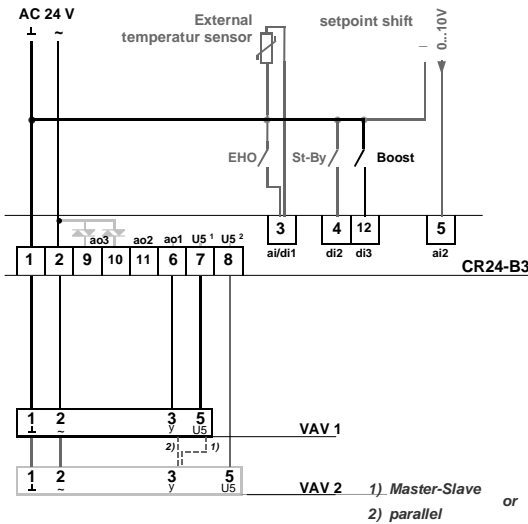 AC 24 V
⊥ ~
External
temperatur sensor
setpoint shift
–
0...10V
EHO
St-By
Boost
3 4 12 5
ai/di1 di2 di3 ai2
ao3 ao2 ao1 U5 1 U5 2
1 2 9 10 11 6 7 8
CR24-B3
1 2 3 5
⊥ ~ y U5
VAV 1
2) 1)
1 2 3 5
⊥ ~ y U5
VAV 2
1) Master-Slave
or
2) parallel